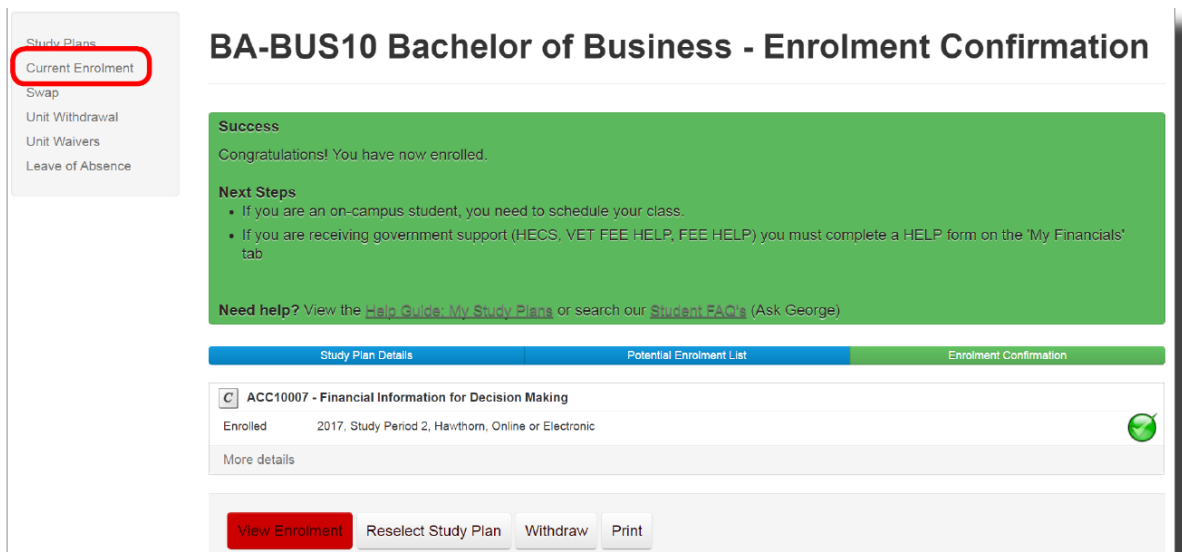 Study Plans
Current Enrolment
Swap
Unit Withdrawal
Unit Waivers
Leave of Absence
BA-BUS10 Bachelor of Business - Enrolment Confirmation
Success
Congratulations! You have now enrolled.
Next Steps
• If you are an on-campus student, you need to schedule your class.
• If you are receiving government support (HECS, VET FEE HELP, FEE HELP) you must complete a HELP form on the 'My Financials'
tab
Need help? View the Help Guide: My Study Plans or search our Student FAQ's (Ask George)
Study Plan Details Potential Enrolment List Enrolment Confirmation
C ACC10007 - Financial Information for Decision Making
Enrolled 2017, Study Period 2, Hawthorn, Online or Electronic
More details
View Enrolment Reselect Study Plan Withdraw Print